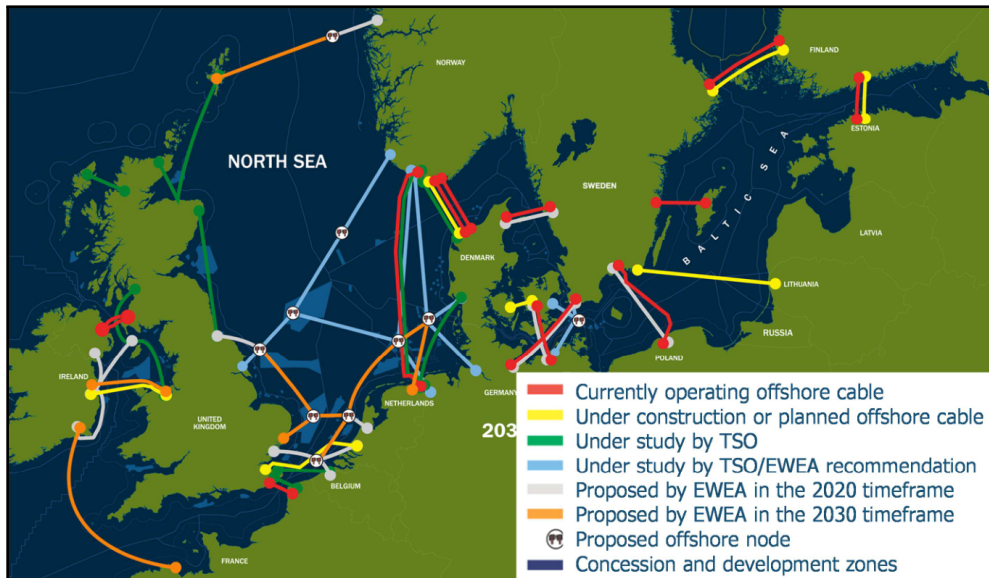 NORWAY
FINLAND
ESTONIA
NORTH SEA
SWEDEN
BALTIC SEA
LATVIA
DENMARK
LITHUANIA
RUSSIA
IRELAND
POLAND
GERMANY
NETHERLANDS
UNITED
KINGDOM
203
BELGIUM
FRANCE
Currently operating offshore cable
Under construction or planned offshore cable
Under study by TSO
Under study by TSO/EWEA recommendation
Proposed by EWEA in the 2020 timeframe
Proposed by EWEA in the 2030 timeframe
Proposed offshore node
Concession and development zones